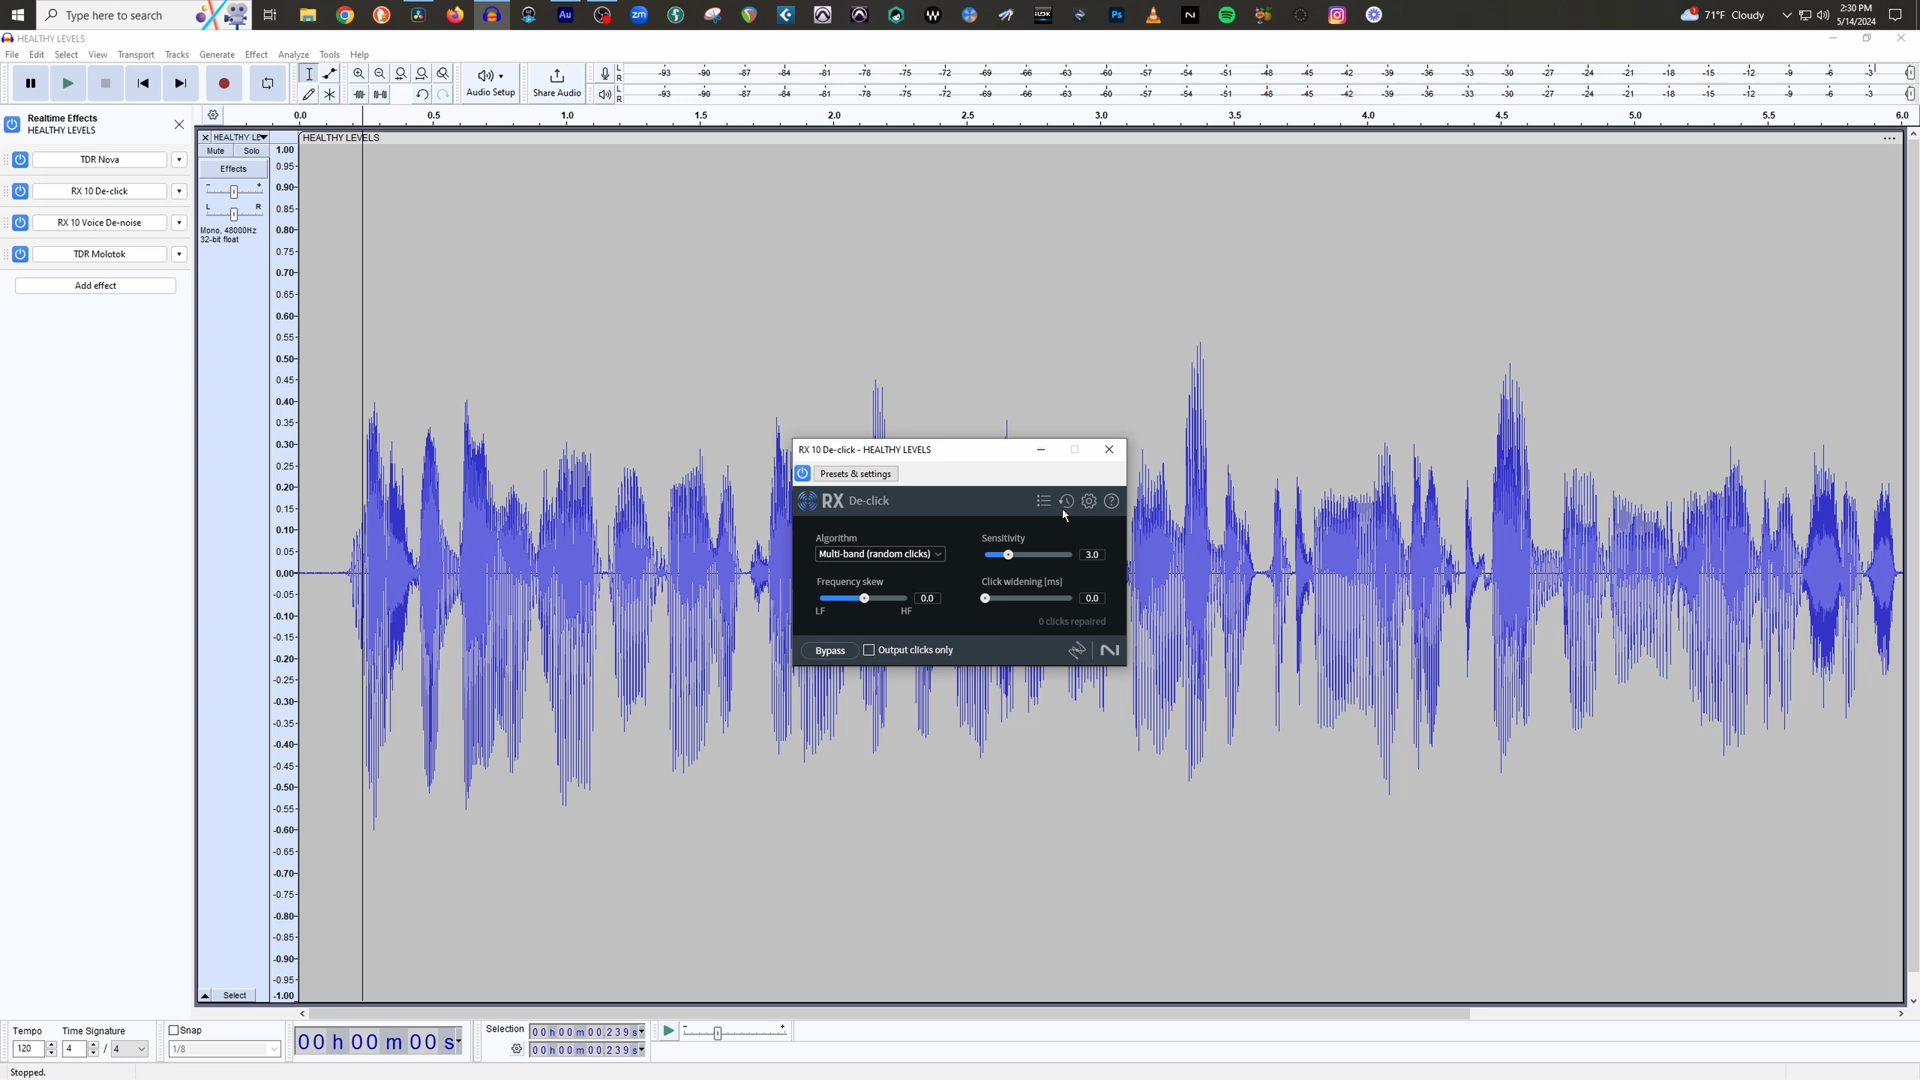 Type here to search
Au
zm
Ps
71°F Cloudy
2:30 PM
5/14/2024
HEALTHY LEVELS
File Edit Select View Transport Tracks Generate Effect Analyze Tools Help
Audio Setup
Share Audio
L
R
-93 -90 -87 -84 -81 -78 -75 -72 -69 -66 -63 -60 -57 -54 -51 -48 -45 -42 -39 -36 -33 -30 -27 -24 -21 -18 -15 -12 -9 -6 -3
L
R
-93 -90 -87 -84 -81 -78 -75 -72 -69 -66 -63 -60 -57 -54 -51 -48 -45 -42 -39 -36 -33 -30 -27 -24 -21 -18 -15 -12 -9 -6 -3
0.0 0.5 1.0 1.5 2.0 2.5 3.0 3.5 4.0 4.5 5.0 5.5 6.0
Realtime Effects
HEALTHY LEVELS
TDR Nova
RX 10 De-click
RX 10 Voice De-noise
TDR Molotok
Add effect
HEALTHY LE
Mute Solo
Effects
- +
L R
Mono, 48000Hz
32-bit float
Select
HEALTHY LEVELS
1.00
0.95
0.90
0.85
0.80
0.75
0.70
0.65
0.60
0.55
0.50
0.45
0.40
0.35
0.30
0.25
0.20
0.15
0.10
0.05
0.00
-0.05
-0.10
-0.15
-0.20
-0.25
-0.30
-0.35
-0.40
-0.45
-0.50
-0.55
-0.60
-0.65
-0.70
-0.75
-0.80
-0.85
-0.90
-0.95
-1.00
RX 10 De-click - HEALTHY LEVELS
Presets & settings
RX De-click
Algorithm
Multi-band (random clicks)
Sensitivity
3.0
Frequency skew
0.0
LF HF
Click widening [ms]
0.0
0 clicks repaired
Bypass
Output clicks only
Tempo
120
Time Signature
4 / 4
Snap
1/8
00 h 00 m 00 s
Selection
00 h 00 m 00.239 s
00 h 00 m 00.239 s
- +
Stopped.